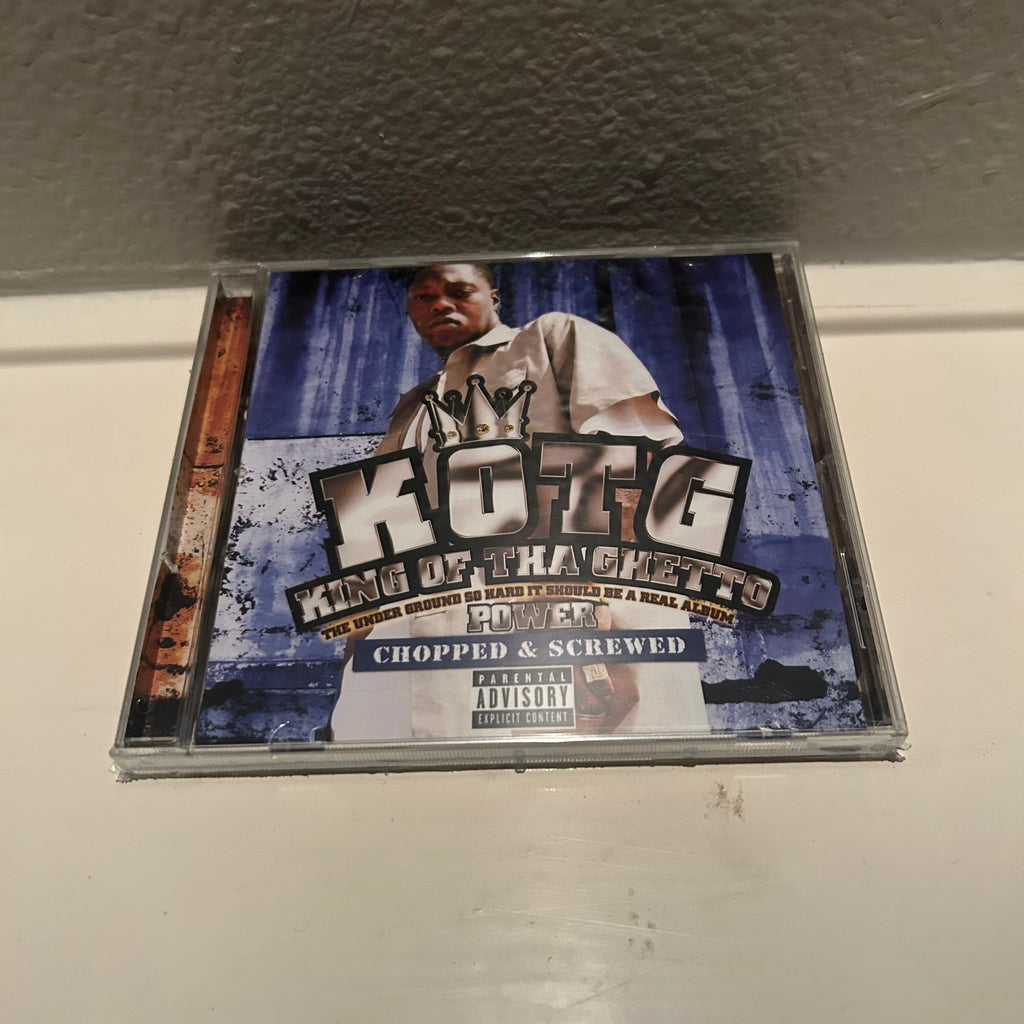 KOTG
KING OF THA' GHETTO
THE UNDER GROUND SO HARD IT SHOULD BE A REAL ALBUM
POWER
CHOPPED & SCREWED
PARENTAL
ADVISORY
EXPLICIT CONTENT